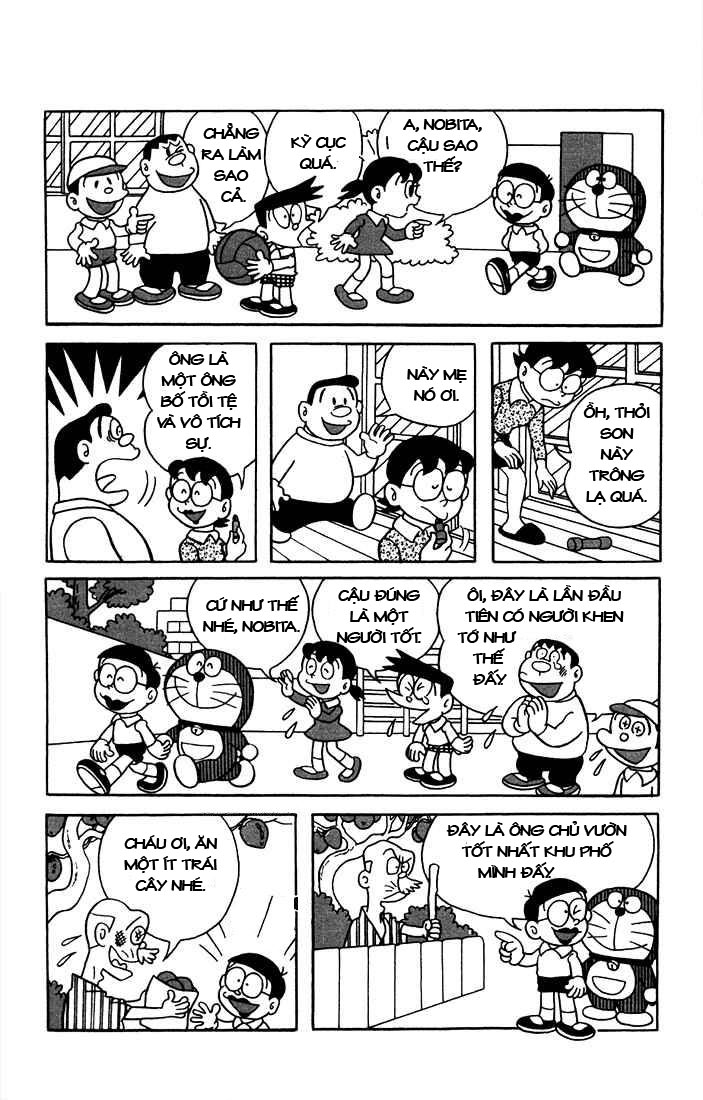 A, NOBITA,
CẬU SAO
THẾ?
KỲ CỤC
QUÁ.
CHẲNG
RA LÀM
SAO
CẢ.
ỒH, THỎI
SON
NÀY
TRÔNG
LẠ QUÁ.
NÀY MẸ
NÓ ƠI.
ÔNG LÀ
MỘT ÔNG
BỐ TỒI TỆ
VÀ VÔ TÍCH
SỰ.
ÔI, ĐÂY LÀ LẦN ĐẦU
TIÊN CÓ NGƯỜI KHEN
TỚ NHƯ
THẾ
ĐẤY
CẬU ĐÚNG
LÀ MỘT
NGƯỜI TỐT.
CỨ NHƯ THẾ
NHÉ, NOBITA.
ĐÂY LÀ ÔNG CHỦ VƯỜN
TỐT NHẤT KHU PHỐ
MÌNH ĐẤY.
CHÁU ƠI, ĂN
MỘT ÍT TRÁI
CÂY NHÉ.